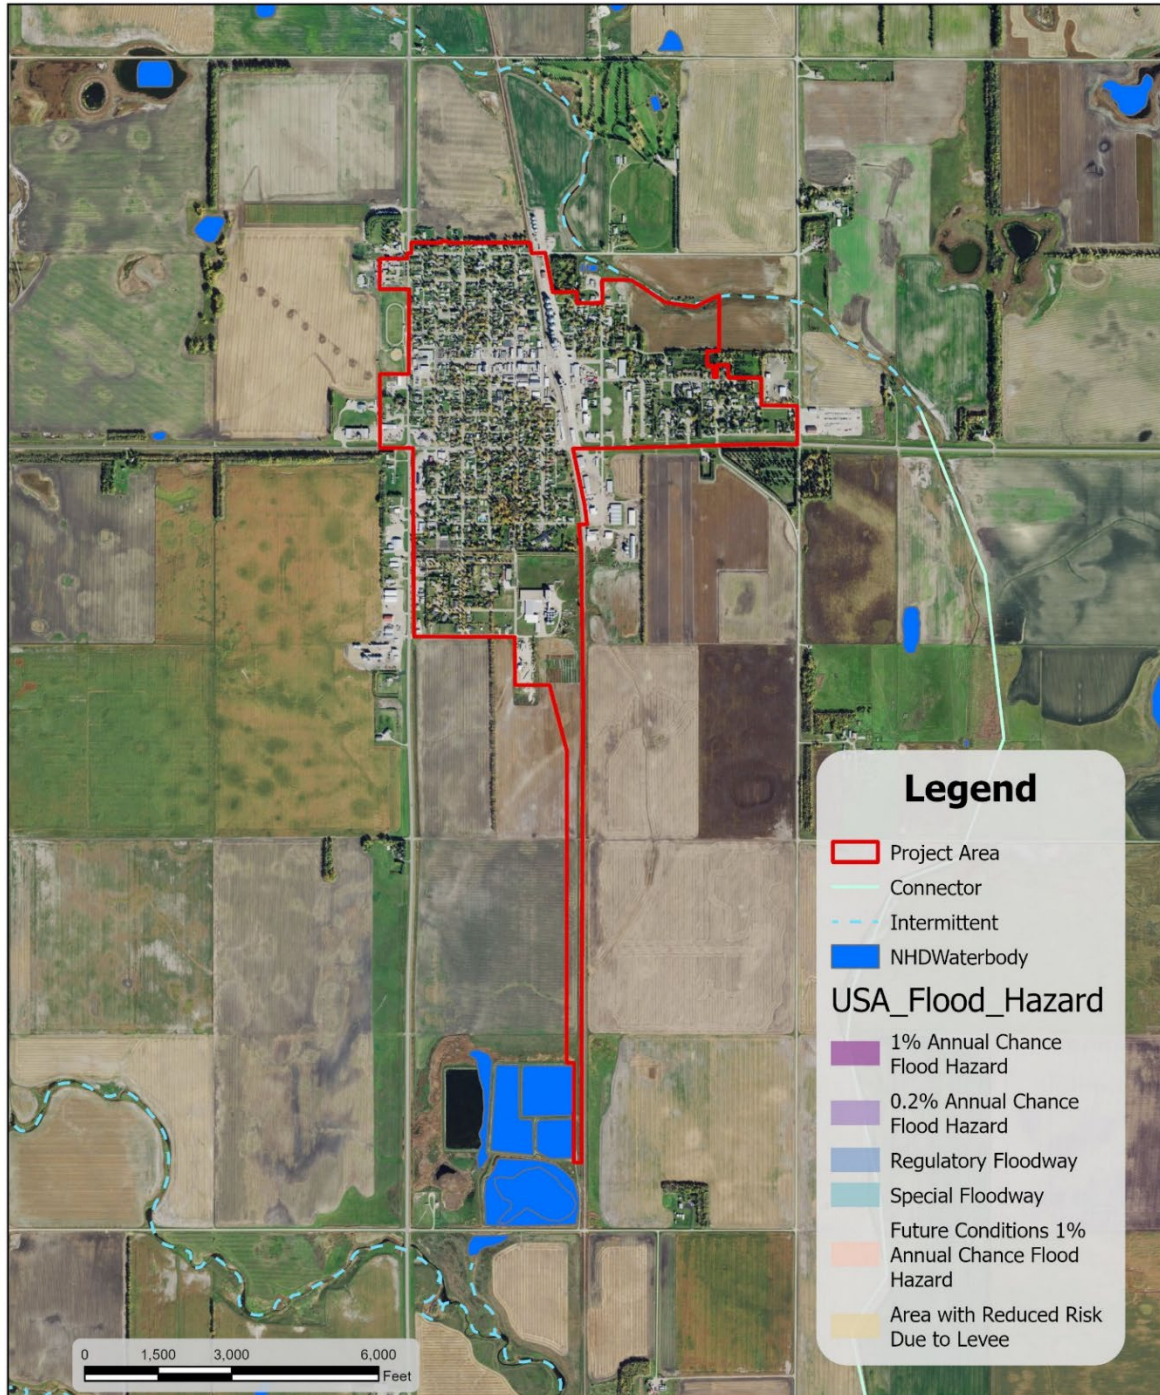 Legend
Project Area
Connector
Intermittent
NHDWaterbody
USA_Flood_Hazard
1% Annual Chance
Flood Hazard
0.2% Annual Chance
Flood Hazard
Regulatory Floodway
Special Floodway
Future Conditions 1%
Annual Chance Flood
Hazard
Area with Reduced Risk
Due to Levee
0 1,500 3,000 6,000
Feet